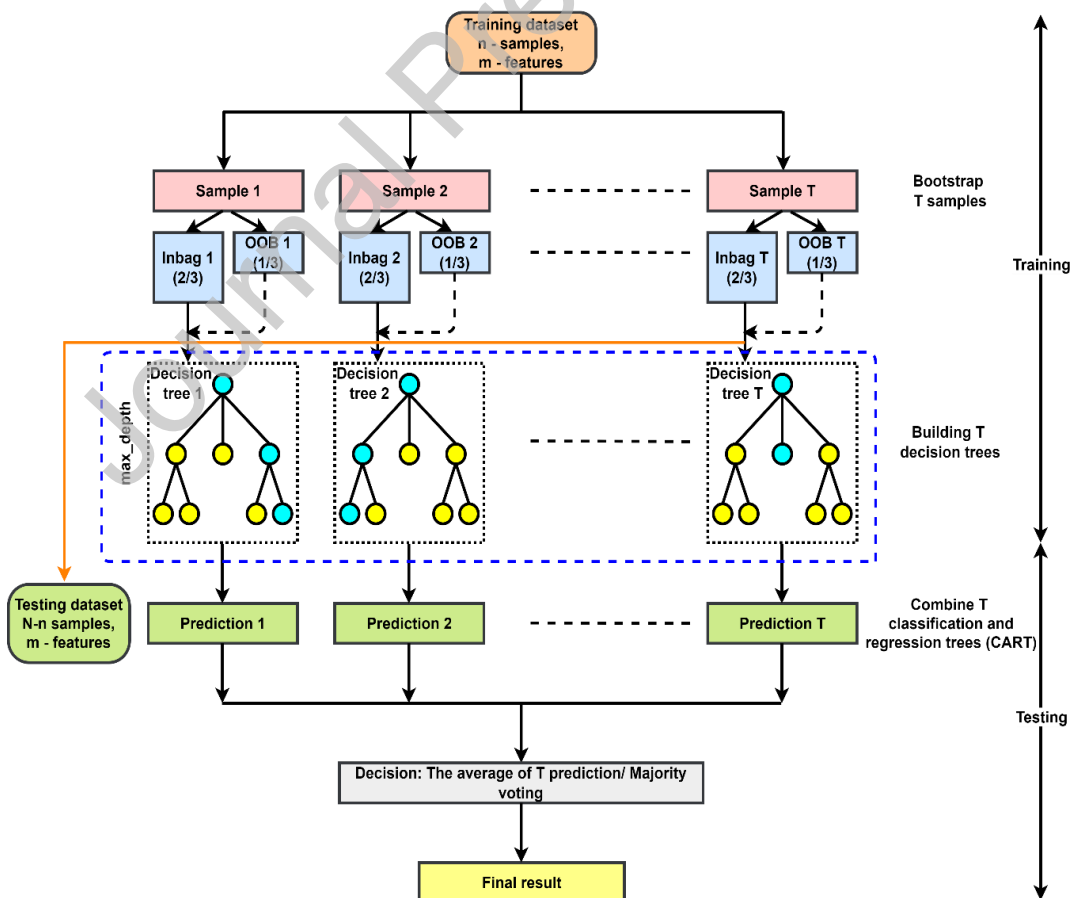 Training dataset
n - samples,
m - features
Sample 1
Sample 2
Sample T
Bootstrap
T samples
Inbag 1
(2/3)
OOB 1
(1/3)
Inbag 2
(2/3)
OOB 2
(1/3)
Inbag T
(2/3)
OOB T
(1/3)
Training
Decision
tree 1
Decision
tree 2
Decision
tree T
max_depth
Building T
decision trees
Testing dataset
N-n samples,
m - features
Prediction 1
Prediction 2
Prediction T
Combine T
classification and
regression trees (CART)
Testing
Decision: The average of T prediction/ Majority
voting
Final result
Journal Pre